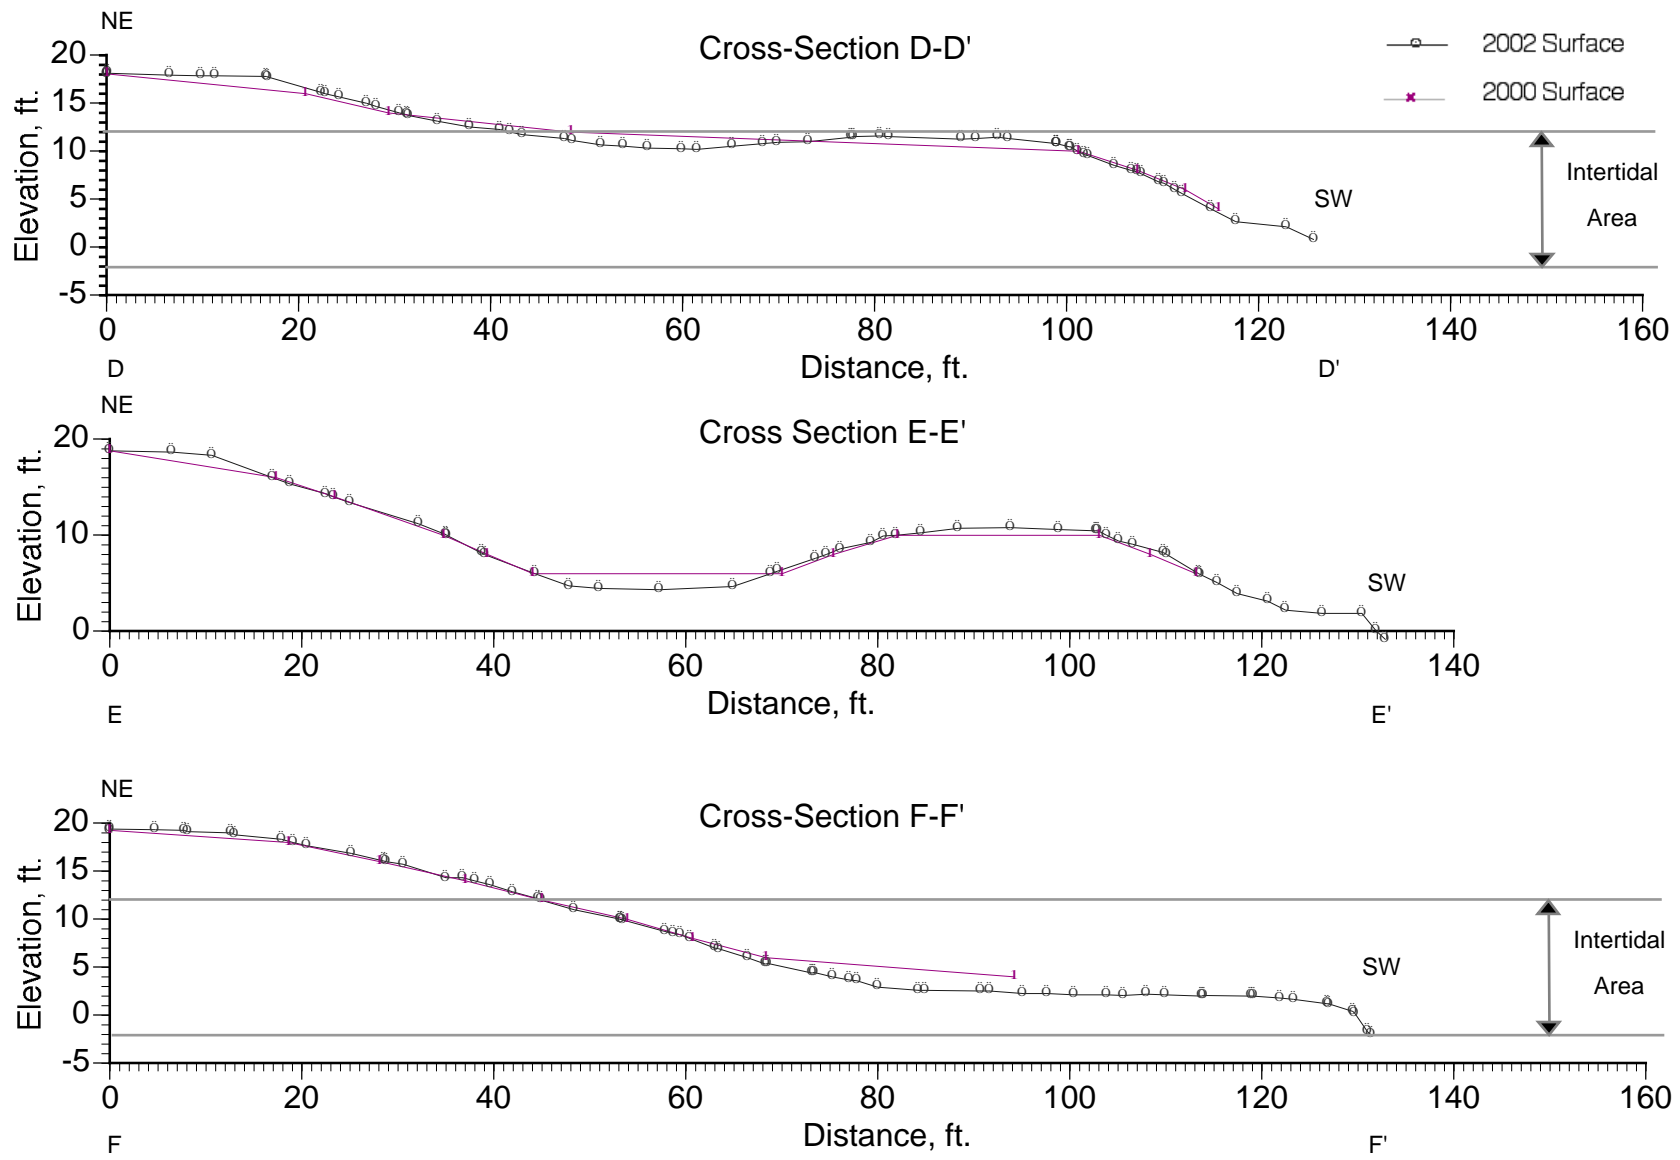 NE
Cross-Section D-D'
2002 Surface
2000 Surface
Elevation, ft.
20
15
10
5
0
-5
Intertidal
Area
SW
0 20 40 60 80 100 120 140 160
D Distance, ft. D'
NE
Cross Section E-E'
Elevation, ft.
20
10
0
SW
0 20 40 60 80 100 120 140
Distance, ft.
E E'
NE
Cross-Section F-F'
Elevation, ft.
20
15
10
5
0
-5
Intertidal
Area
SW
0 20 40 60 80 100 120 140 160
F Distance, ft. F'